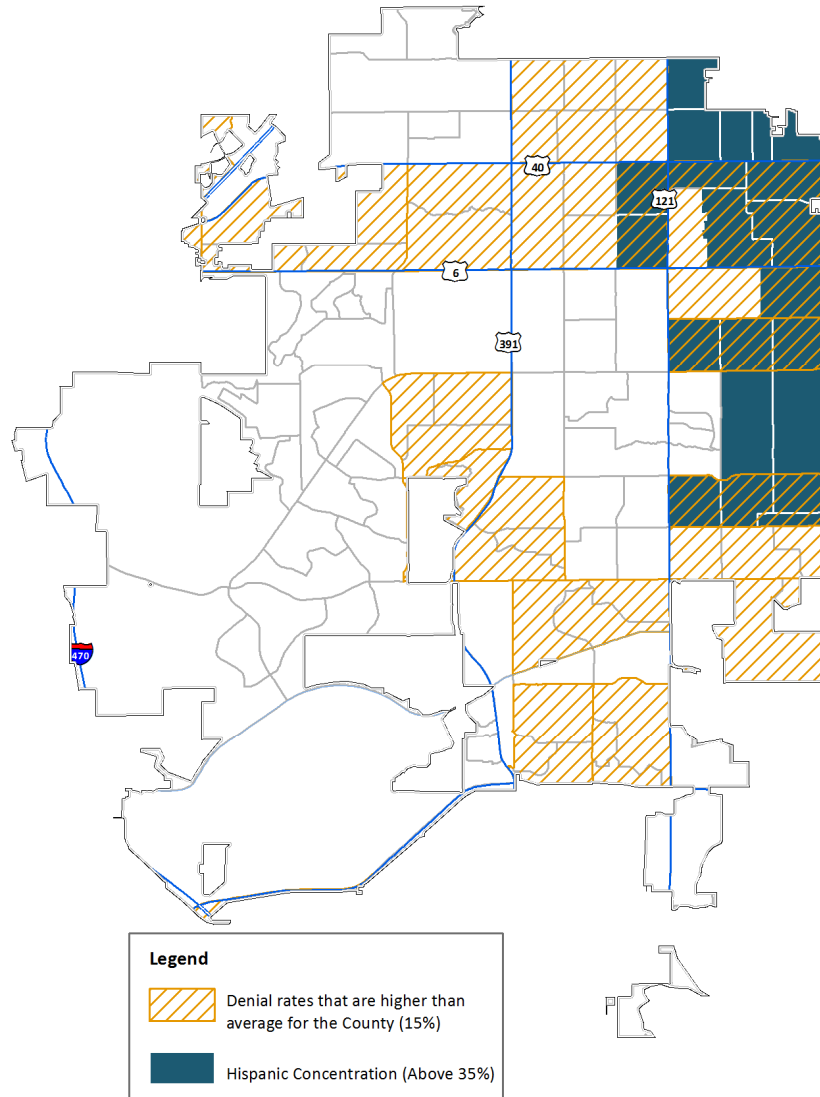 40
121
6
391
470
Legend
Denial rates that are higher than
average for the County (15%)
Hispanic Concentration (Above 35%)